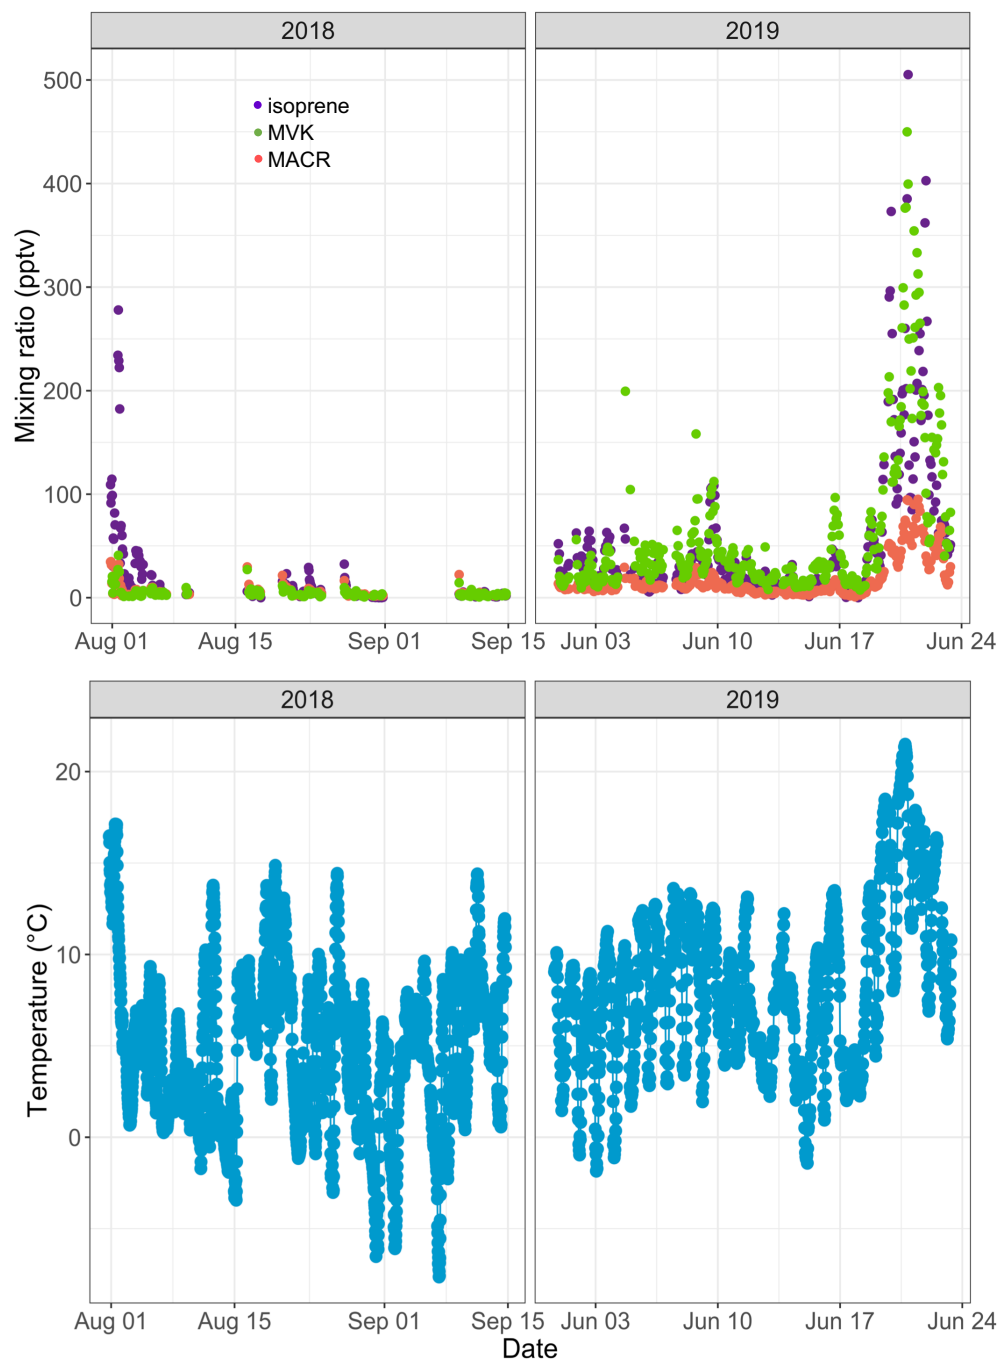 2018 2019
500
isoprene
MVK
MACR
400
300
200
100
0
Mixing ratio (pptv)
Aug 01 Aug 15 Sep 01 Sep 15 Jun 03 Jun 10 Jun 17 Jun 24
2018 2019
20
10
0
Temperature (°C)
Aug 01 Aug 15 Sep 01 Sep 15 Jun 03 Jun 10 Jun 17 Jun 24
Date